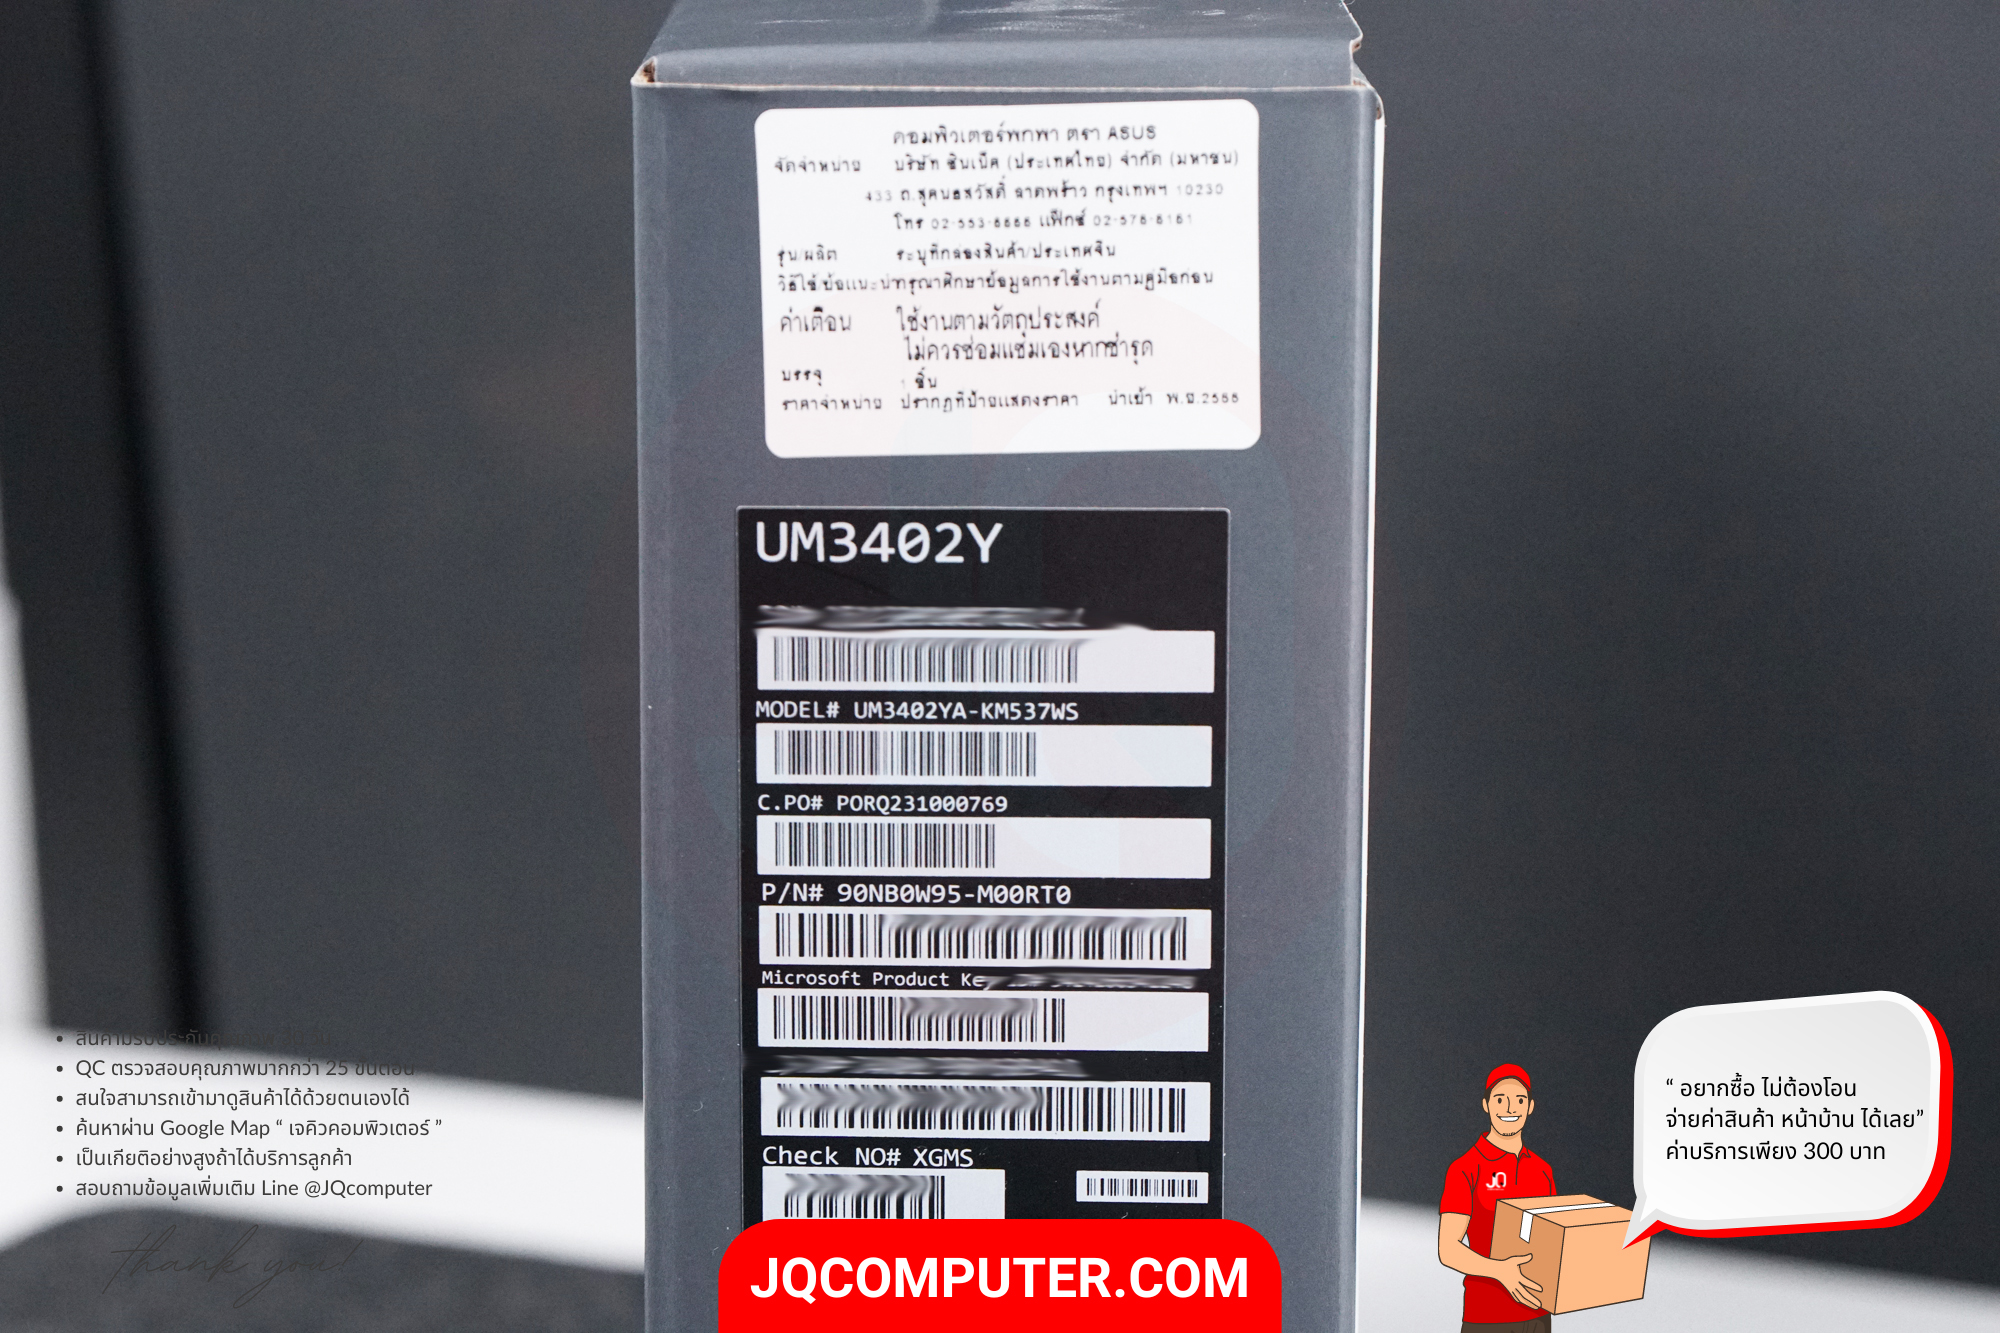 คอมพิวเตอร์พกพา ตรา ASUS
จัดจำหน่าย บริษัท ซินเน็ค (ประเทศไทย) จำกัด (มหาชน)
433 ถ.สุคนธสวัสดิ์ ลาดพร้าว กรุงเทพฯ 10230
โทร แฟ็กซ์
รุ่น/ผลิต ระบุที่กล่องสินค้า/ประเทศจีน
วิธีใช้/ข้อแนะนำกรุณาศึกษาข้อมูลการใช้งานตามคู่มือก่อน
คำเตือน ใช้งานตามวัตถุประสงค์
ไม่ควรซ่อมแซมเองหากชำรุด
บรรจุ 1 ชิ้น
ราคาจำหน่าย ปรากฏที่ป้ายแสดงราคา นำเข้า
UM3402Y
MODEL# UM3402YA-KM537WS
C.PO# PORQ231000769
P/N# 90NB0W95-M00RT0
Microsoft Product Key
Check NO# XGMS
QC ตรวจสอบคุณภาพมากกว่า 25 ขั้นตอน
สนใจสามารถเข้ามาดูสินค้าได้ด้วยตนเองได้
ค้นหาผ่าน Google Map “ เจคิวคอมพิวเตอร์ ”
เป็นเกียติอย่างสูงถ้าได้บริการลูกค้า
สอบถามข้อมูลเพิ่มเติม Line @JQcomputer
thank you!
JQCOMPUTER.COM
JQ
“ อยากซื้อ ไม่ต้องโอน
จ่ายค่าสินค้า หน้าบ้าน ได้เลย”
ค่าบริการเพียง 300 บาท